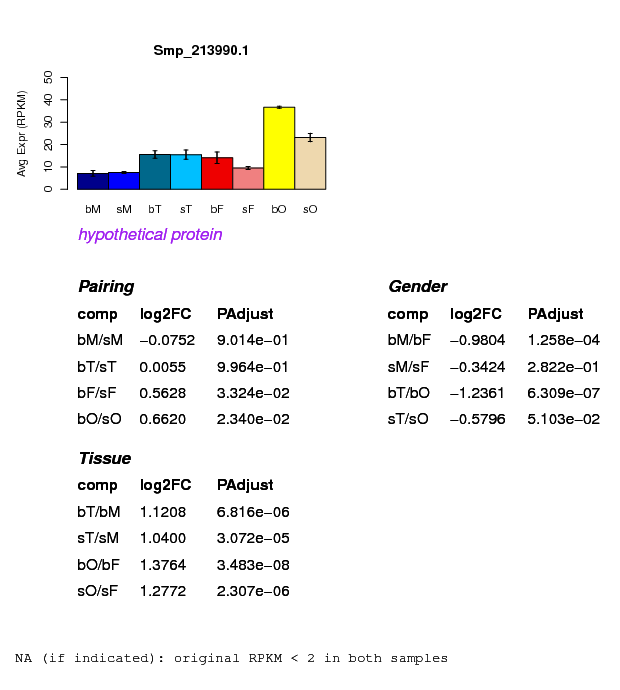 Smp_213990.1
Avg Expr (RPKM)
50
40
30
20
10
0
bM sM bT sT bF sF bO sO
hypothetical protein
Pairing
comp log2FC PAdjust
bM/sM −0.0752 9.014e−01
bT/sT 0.0055 9.964e−01
bF/sF 0.5628 3.324e−02
bO/sO 0.6620 2.340e−02
Gender
comp log2FC PAdjust
bM/bF −0.9804 1.258e−04
sM/sF −0.3424 2.822e−01
bT/bO −1.2361 6.309e−07
sT/sO −0.5796 5.103e−02
Tissue
comp log2FC PAdjust
bT/bM 1.1208 6.816e−06
sT/sM 1.0400 3.072e−05
bO/bF 1.3764 3.483e−08
sO/sF 1.2772 2.307e−06
NA (if indicated): original RPKM < 2 in both samples